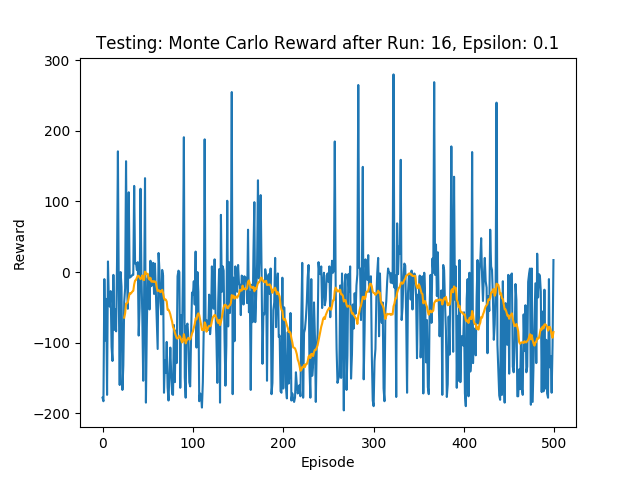 Testing: Monte Carlo Reward after Run: 16, Epsilon: 0.1
300
200
100
0
−100
−200
Reward
0 100 200 300 400 500
Episode